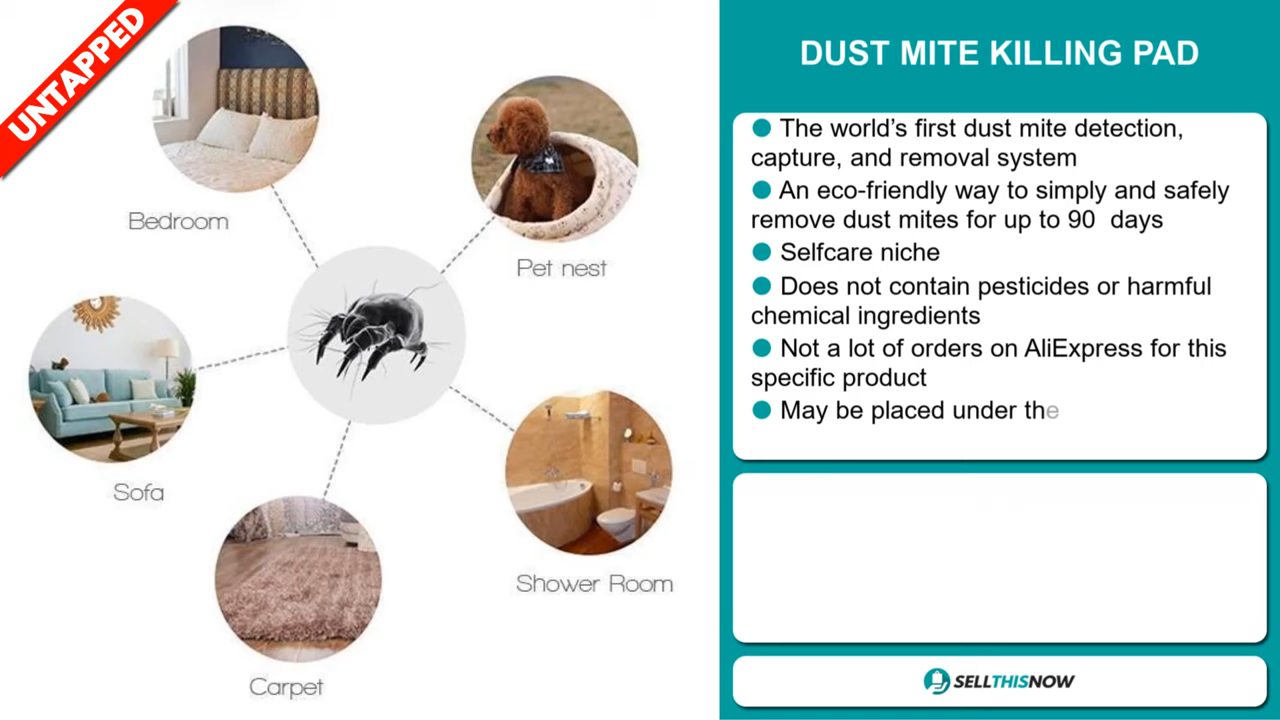 UNTAPPED
Bedroom
Pet nest
Sofa
Shower Room
Carpet
DUST MITE KILLING PAD
● The world’s first dust mite detection,
capture, and removal system
● An eco-friendly way to simply and safely
remove dust mites for up to 90 days
● Selfcare niche
● Does not contain pesticides or harmful
chemical ingredients
● Not a lot of orders on AliExpress for this
specific product
● May be placed under the
SELLTHISNOW